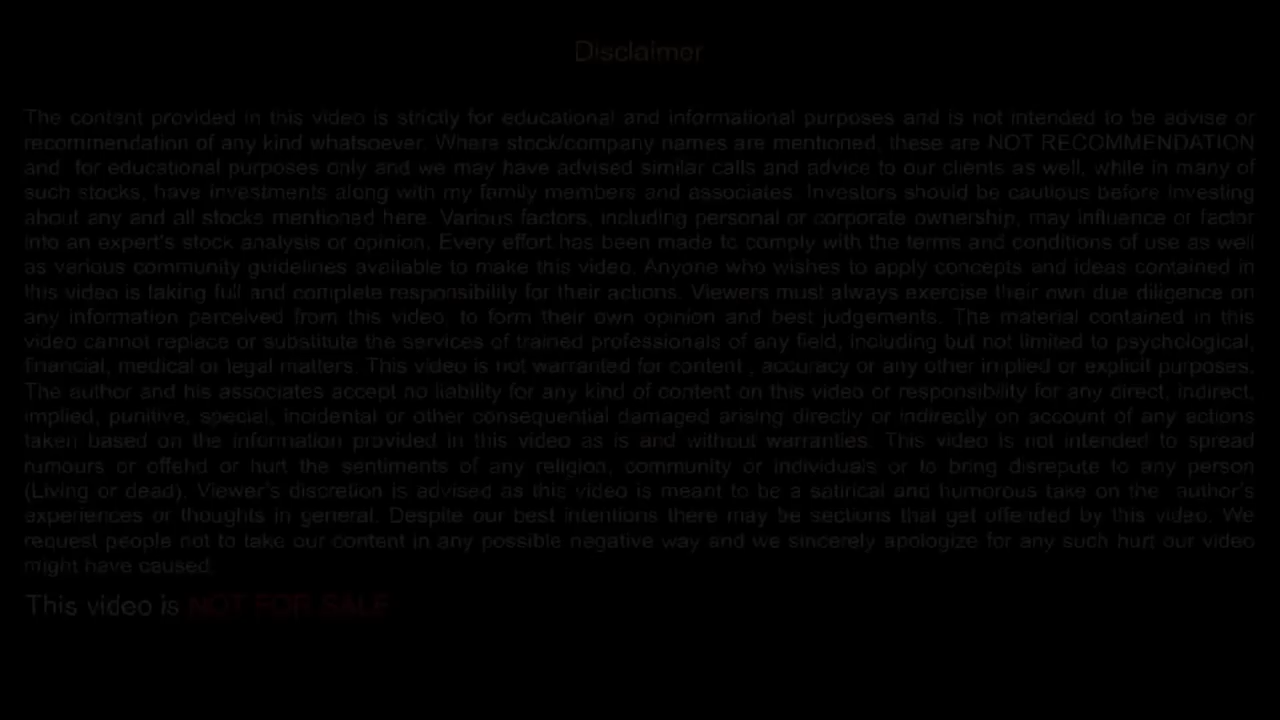 Disclaimer
The content provided in this video is strictly for educational and informational purposes and is not intended to be advise or
recommendation of any kind whatsoever. Where stock/company names are mentioned, these are NOT RECOMMENDATION
and for educational purposes only and we may have advised similar calls and advice to our clients as well, while in many of
such stocks, have investments along with my family members and associates. Investors should be cautious before investing
about any and all stocks mentioned here. Various factors, including personal or corporate ownership, may influence or factor
into an expert's stock analysis or opinion. Every effort has been made to comply with the terms and conditions of use as well
as various community guidelines available to make this video. Anyone who wishes to apply concepts and ideas contained in
this video is taking full and complete responsibility for their actions. Viewers must always exercise their own due diligence on
any information perceived from this video, to form their own opinion and best judgements. The material contained in this
video cannot replace or substitute the services of trained professionals of any field, including but not limited to psychological,
financial, medical or legal matters. This video is not warranted for content , accuracy or any other implied or explicit purposes.
The author and his associates accept no liability for any kind of content on this video or responsibility for any direct, indirect,
implied, punitive, special, incidental or other consequential damaged arising directly or indirectly on account of any actions
taken based on the information provided in this video as is and without warranties. This video is not intended to spread
rumours or offend or hurt the sentiments of any religion, community or individuals or to bring disrepute to any person
(Living or dead). Viewer's discretion is advised as this video is meant to be a satirical and humorous take on the author's
experiences or thoughts in general. Despite our best intentions there may be sections that get offended by this video. We
request people not to take our content in any possible negative way and we sincerely apologize for any such hurt our video
might have caused.
This video is NOT FOR SALE